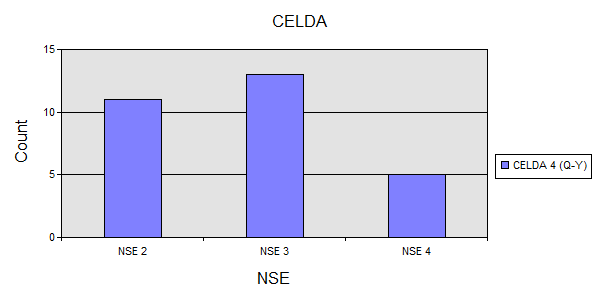 CELDA
15
10
5
0
Count
NSE 2
NSE 3
NSE 4
NSE
CELDA 4 (Q-Y)